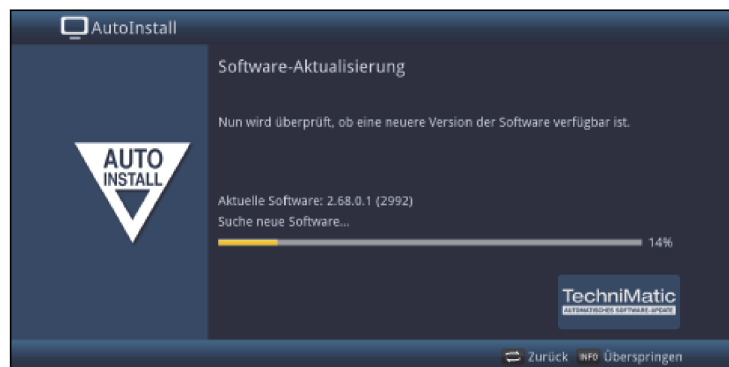 AutoInstall
Software-Aktualisierung
Nun wird überprüft, ob eine neuere Version der Software verfügbar ist.
AUTO
INSTALL
Aktuelle Software: 2.68.0.1 (2992)
Suche neue Software...
14%
TechniMatic
AUTOMATISCHES SOFTWARE-UPDATE
Zurück INFO Überspringen